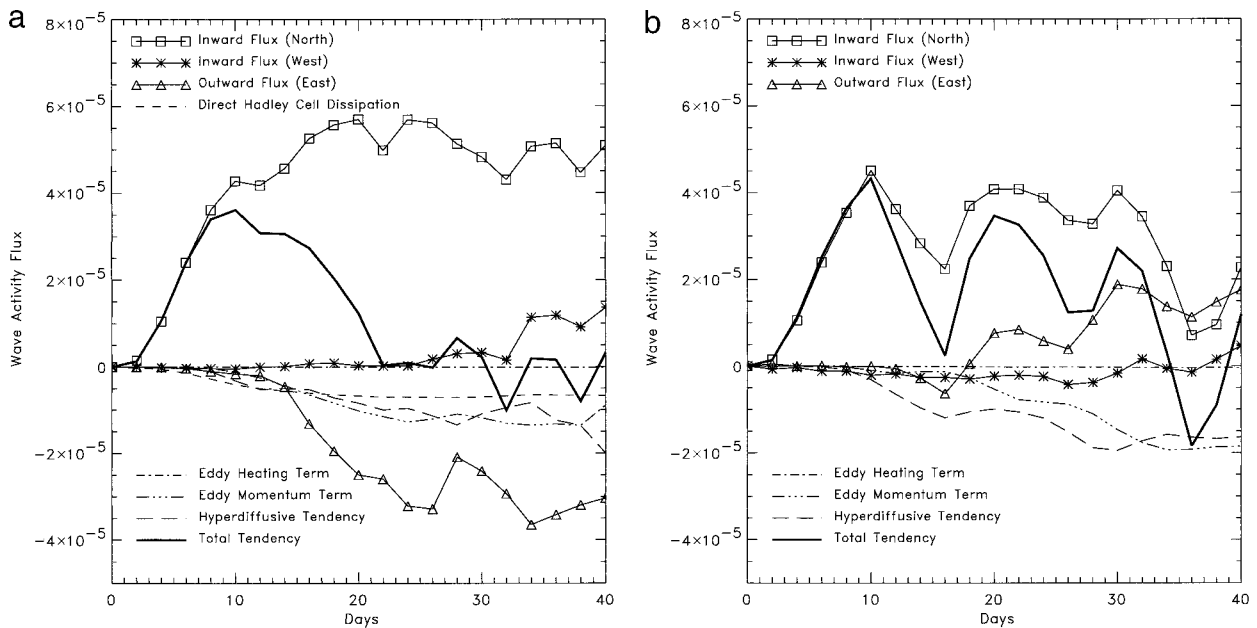 a
Wave Activity Flux
8×10⁻⁵
6×10⁻⁵
4×10⁻⁵
2×10⁻⁵
0
−2×10⁻⁵
−4×10⁻⁵
Inward Flux (North)
Inward Flux (West)
Outward Flux (East)
Direct Hadley Cell Dissipation
Eddy Heating Term
Eddy Momentum Term
Hyperdiffusive Tendency
Total Tendency
0 10 20 30 40
Days
b
Wave Activity Flux
8×10⁻⁵
6×10⁻⁵
4×10⁻⁵
2×10⁻⁵
0
−2×10⁻⁵
−4×10⁻⁵
Inward Flux (North)
Inward Flux (West)
Outward Flux (East)
Eddy Heating Term
Eddy Momentum Term
Hyperdiffusive Tendency
Total Tendency
0 10 20 30 40
Days